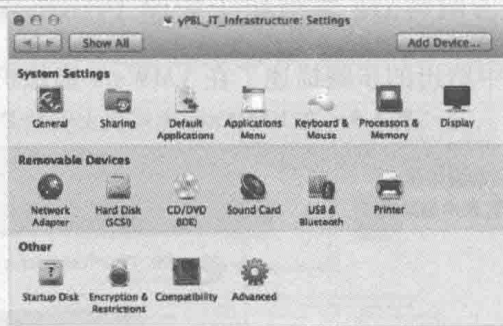 yPBL_IT_Infrastructure: Settings
Show All
Add Device...
System Settings
General
Sharing
Default Applications
Applications Menu
Keyboard & Mouse
Processors & Memory
Display
Removable Devices
Network Adapter
Hard Disk (SCSI)
CD/DVD (IDE)
Sound Card
USB & Bluetooth
Printer
Other
Startup Disk
Encryption & Restrictions
Compatibility
Advanced